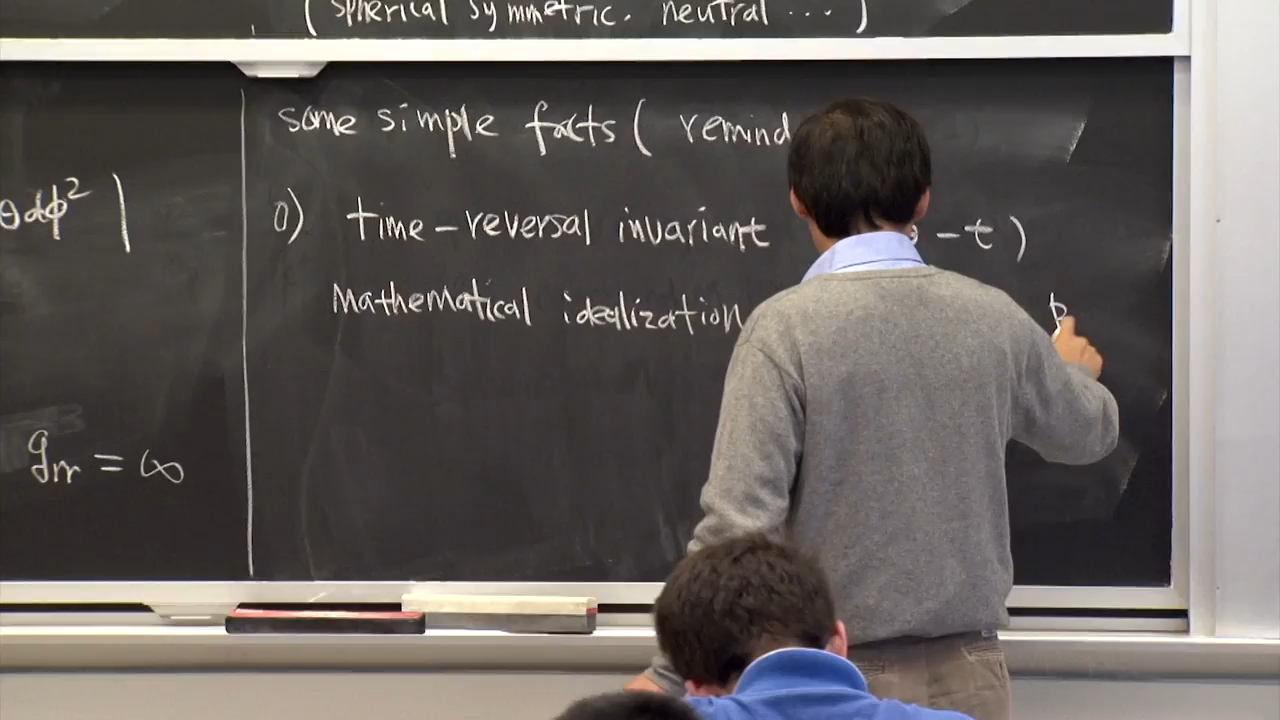 (spherical symmetric. neutral ...)
θdϕ²
g_rr = ∞
some simple facts ( remind
0) time-reversal invariant -t)
Mathematical idealization